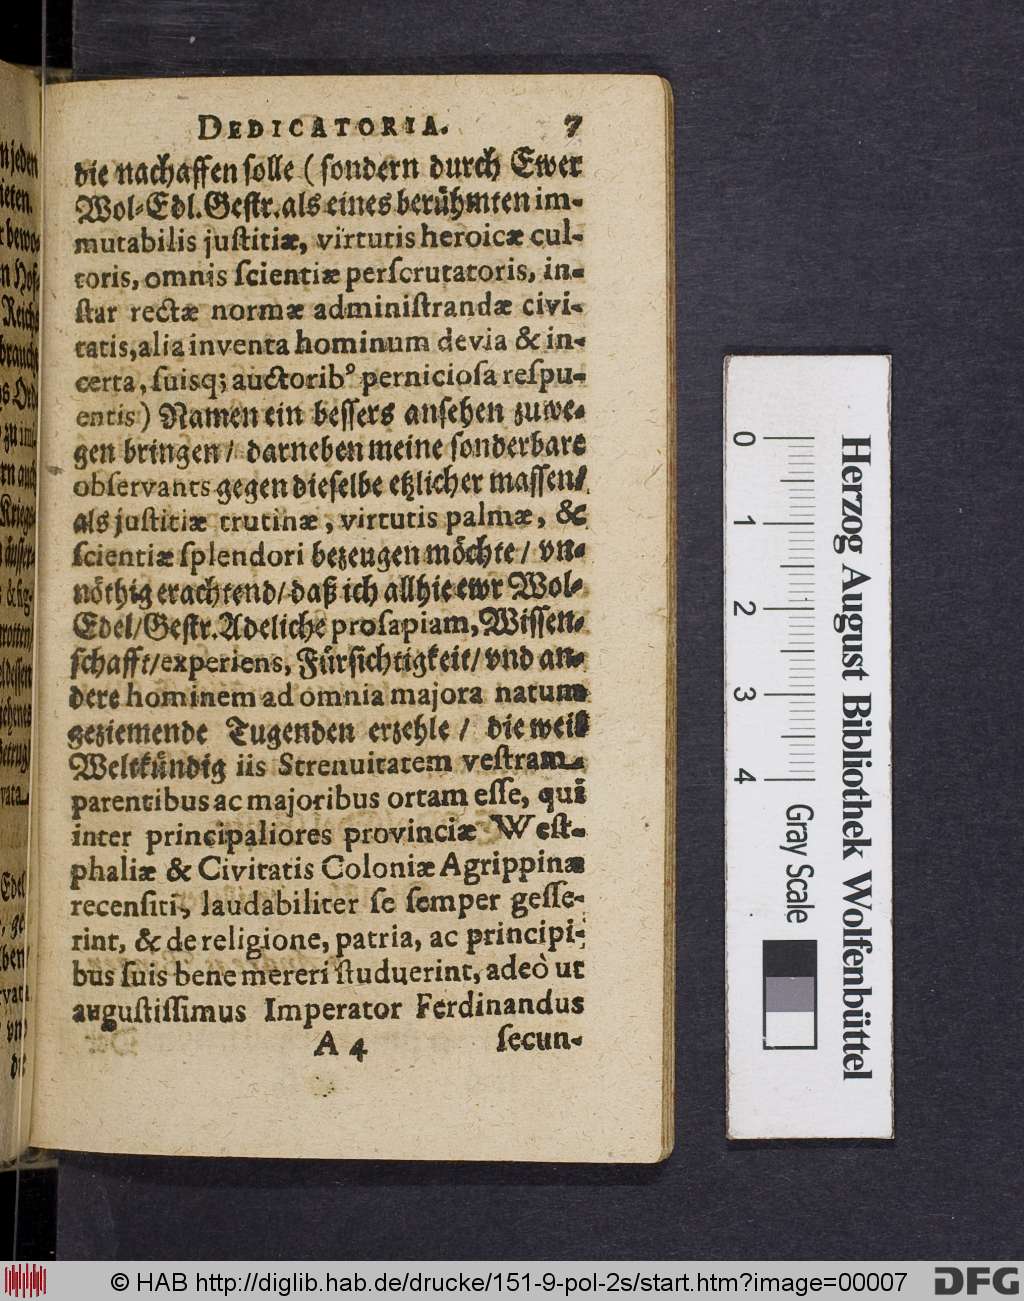 DEDICATORIA. 7
die nachaffen solle (sondern durch Ewer
Wol-Edl. Gestr. als eines berühmten im-
mutabilis juſtitiæ, virtutis heroicæ cul-
toris, omnis ſcientiæ perſcrutatoris, in-
ſtar rectæ normæ adminiſtrandæ civi-
tatis, alia inventa hominum devia & in-
certa, ſuisq; auctoribꝰ pernicioſa reſpu-
entis) Namen ein beſſers anſehen zuwe-
gen bringen / darneben meine ſonderbare
obſervants gegen dieſelbe etzlicher maſſen/
als juſtitiæ trutinæ, virtutis palmæ, &
ſcientiæ ſplendori bezeugen möchte / vn-
nöthig erachtend/ daß ich allhie ewr Wol-
Edel/Geſtr. Adeliche proſapiam, Wiſſen-
ſchafft/experiens, Fürſichtigkeit/ vnd an-
dere hominem ad omnia majora natum
geziemende Tugenden erzehle / die weil
Weltkündig iis Strenuitatem veſtram
parentibus ac majoribus ortam eſſe, qui
inter principaliores provinciæ Weſt-
phaliæ & Civitatis Coloniæ Agrippinæ
recenſiti, laudabiliter ſe ſemper geſſe-
rint, & de religione, patria, ac principi-
bus ſuis bene mereri ſtuduerint, adeò ut
auguſtiſſimus Imperator Ferdinandus
A 4 ſecun-
0 1 2 3 4
Gray Scale
Herzog August Bibliothek Wolfenbüttel
© HAB http://diglib.hab.de/drucke/151-9-pol-2s/start.htm?image=00007
DFG